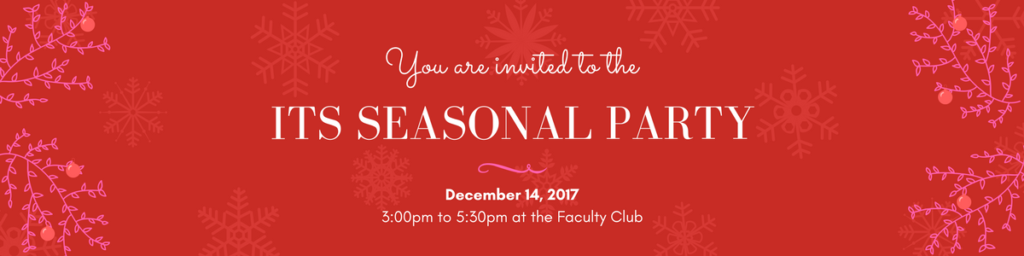 You are invited to the
ITS SEASONAL PARTY
December 14, 2017
3:00pm to 5:30pm at the Faculty Club